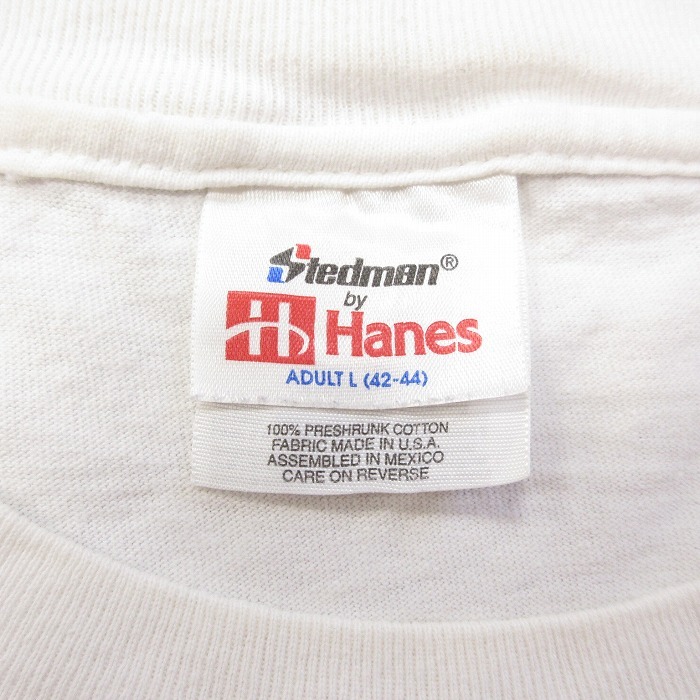 Stedman®
by
H Hanes
ADULT L (42-44)
100% PRESHRUNK COTTON
FABRIC MADE IN U.S.A.
ASSEMBLED IN MEXICO
CARE ON REVERSE